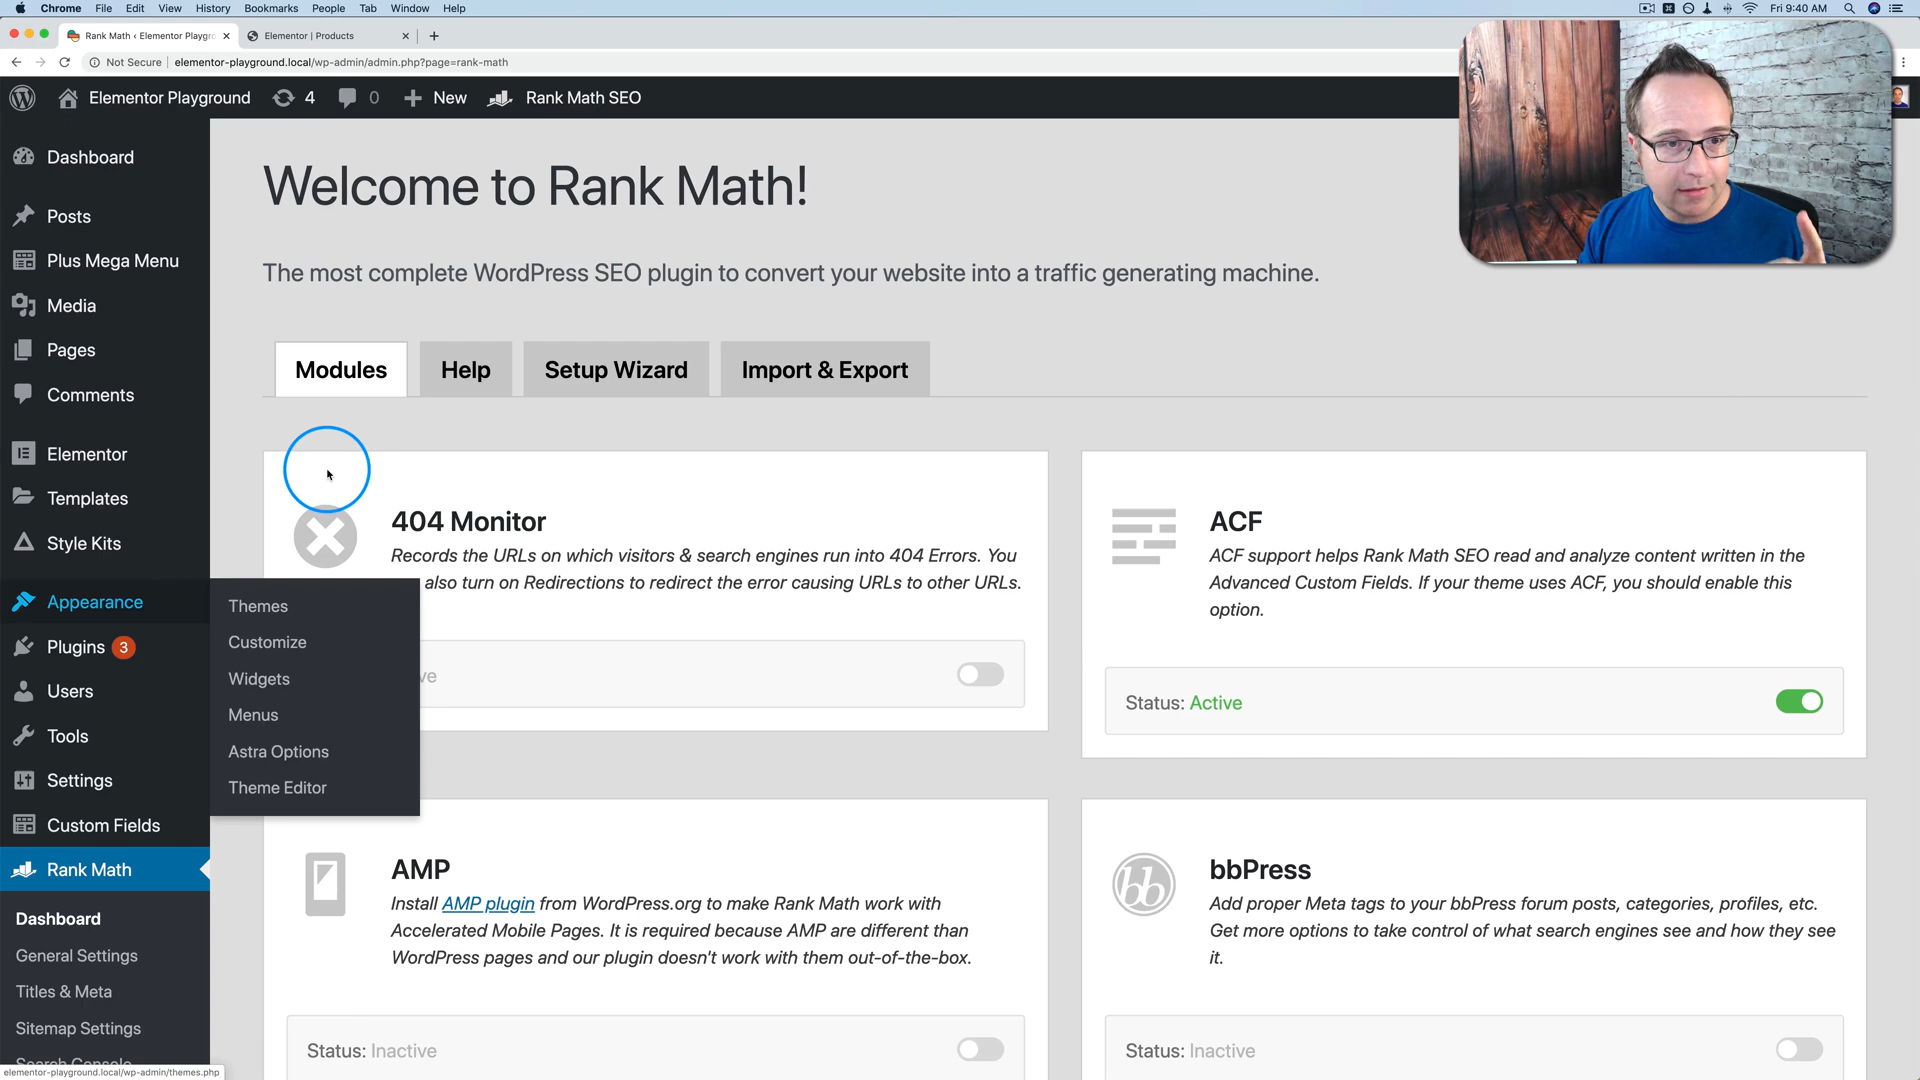 Chrome File Edit View History Bookmarks People Tab Window Help
Fri 9:40 AM
Rank Math ‹ Elementor Playgro
Elementor | Products
Not Secure elementor-playground.local/wp-admin/admin.php?page=rank-math
Elementor Playground 4 0 New Rank Math SEO
Dashboard
Posts
Plus Mega Menu
Media
Pages
Comments
Elementor
Templates
Style Kits
Appearance
Plugins 3
Users
Tools
Settings
Custom Fields
Rank Math
Dashboard
General Settings
Titles & Meta
Sitemap Settings
Search Console
elementor-playground.local/wp-admin/themes.php
Themes
Customize
Widgets
Menus
Astra Options
Theme Editor
Welcome to Rank Math!
The most complete WordPress SEO plugin to convert your website into a traffic generating machine.
Modules Help Setup Wizard Import & Export
404 Monitor
Records the URLs on which visitors & search engines run into 404 Errors. You
also turn on Redirections to redirect the error causing URLs to other URLs.
ve
ACF
ACF support helps Rank Math SEO read and analyze content written in the
Advanced Custom Fields. If your theme uses ACF, you should enable this
option.
Status: Active
AMP
Install AMP plugin from WordPress.org to make Rank Math work with
Accelerated Mobile Pages. It is required because AMP are different than
WordPress pages and our plugin doesn't work with them out-of-the-box.
Status: Inactive
bb
bbPress
Add proper Meta tags to your bbPress forum posts, categories, profiles, etc.
Get more options to take control of what search engines see and how they see
it.
Status: Inactive